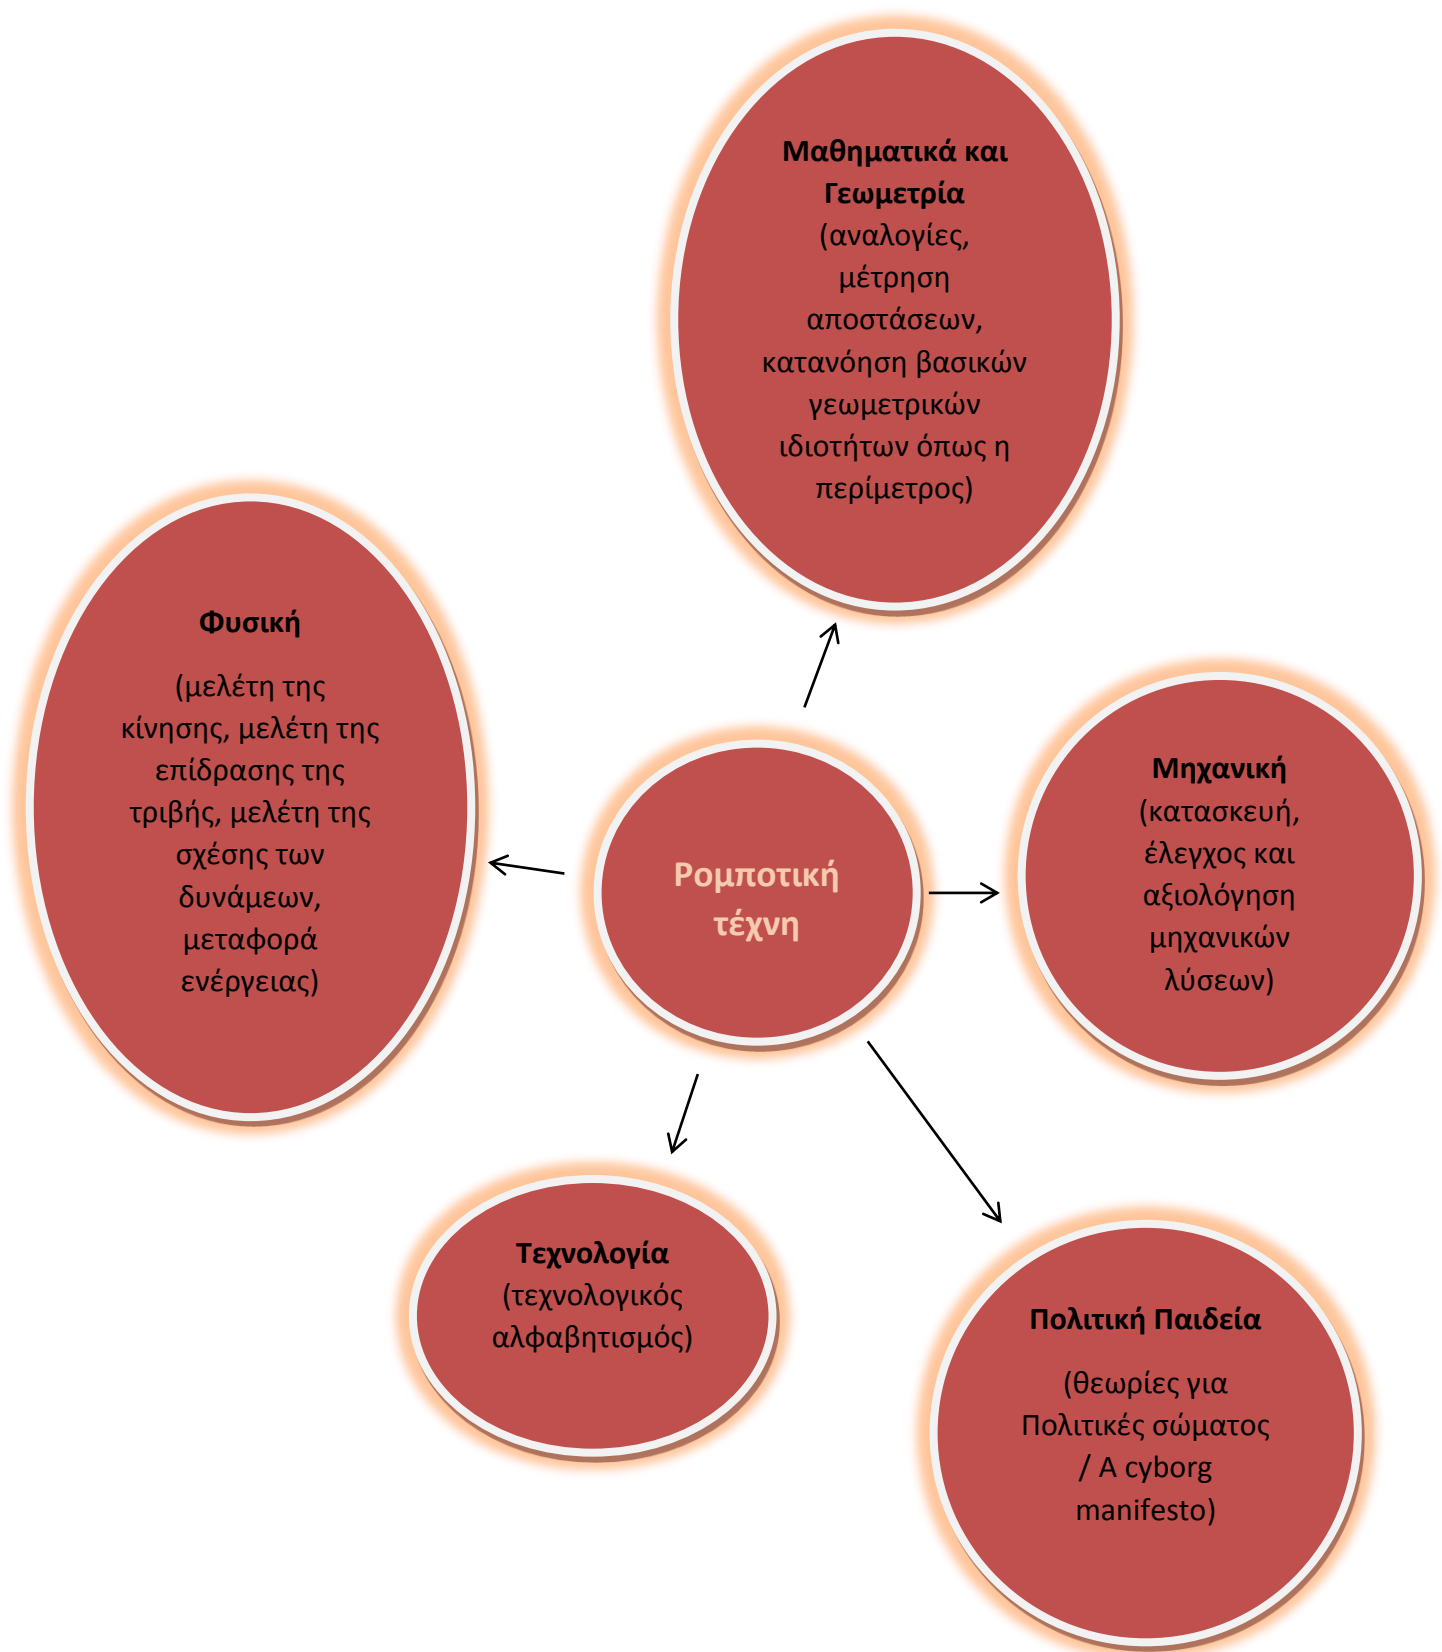 Μαθηματικά και
Γεωμετρία
(αναλογίες,
μέτρηση
αποστάσεων,
κατανόηση βασικών
γεωμετρικών
ιδιοτήτων όπως η
περίμετρος)
Φυσική
(μελέτη της
κίνησης, μελέτη της
επίδρασης της
τριβής, μελέτη της
σχέσης των
δυνάμεων,
μεταφορά
ενέργειας)
Μηχανική
(κατασκευή,
έλεγχος και
αξιολόγηση
μηχανικών
λύσεων)
Ρομποτική
τέχνη
Τεχνολογία
(τεχνολογικός
αλφαβητισμός)
Πολιτική Παιδεία
(θεωρίες για
Πολιτικές σώματος
/ A cyborg
manifesto)